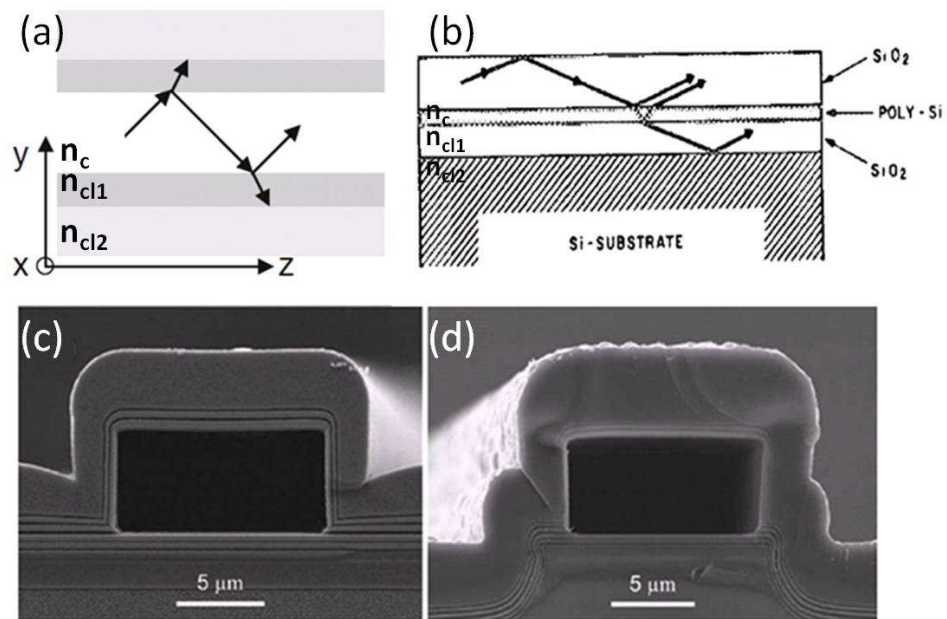 (a)
y
n_c
n_cl1
n_cl2
x
z
(b)
SiO2
n_c
POLY-Si
n_cl1
SiO2
n_cl2
Si-SUBSTRATE
(c)
5 μm
(d)
5 μm